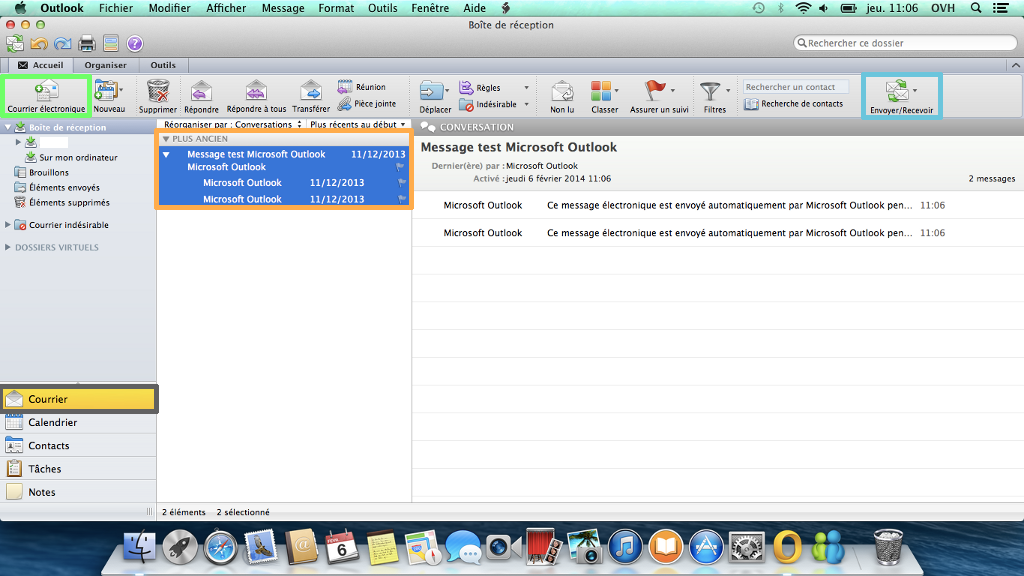 Outlook Fichier Modifier Afficher Message Format Outils Fenêtre Aide jeu. 11:06 OVH
Boîte de réception
Rechercher ce dossier
Accueil Organiser Outils
Courrier électronique Nouveau Supprimer Répondre Répondre à tous Transférer Réunion Pièce jointe Déplacer Règles Indésirable Non lu Classer Assurer un suivi Filtres Rechercher un contact Recherche de contacts Envoyer/Recevoir
Réorganiser par : Conversations Plus récents au début
Boîte de réception
Sur mon ordinateur
Brouillons
Éléments envoyés
Éléments supprimés
Courrier indésirable
DOSSIERS VIRTUELS
PLUS ANCIEN
Message test Microsoft Outlook 11/12/2013
Microsoft Outlook
Microsoft Outlook 11/12/2013
Microsoft Outlook 11/12/2013
CONVERSATION
Message test Microsoft Outlook
Dernier(ère) par : Microsoft Outlook
Activé : jeudi 6 février 2014 11:06
2 messages
Microsoft Outlook Ce message électronique est envoyé automatiquement par Microsoft Outlook pen... 11:06
Microsoft Outlook Ce message électronique est envoyé automatiquement par Microsoft Outlook pen... 11:06
Courrier
Calendrier
Contacts
Tâches
Notes
2 éléments 2 sélectionné
6